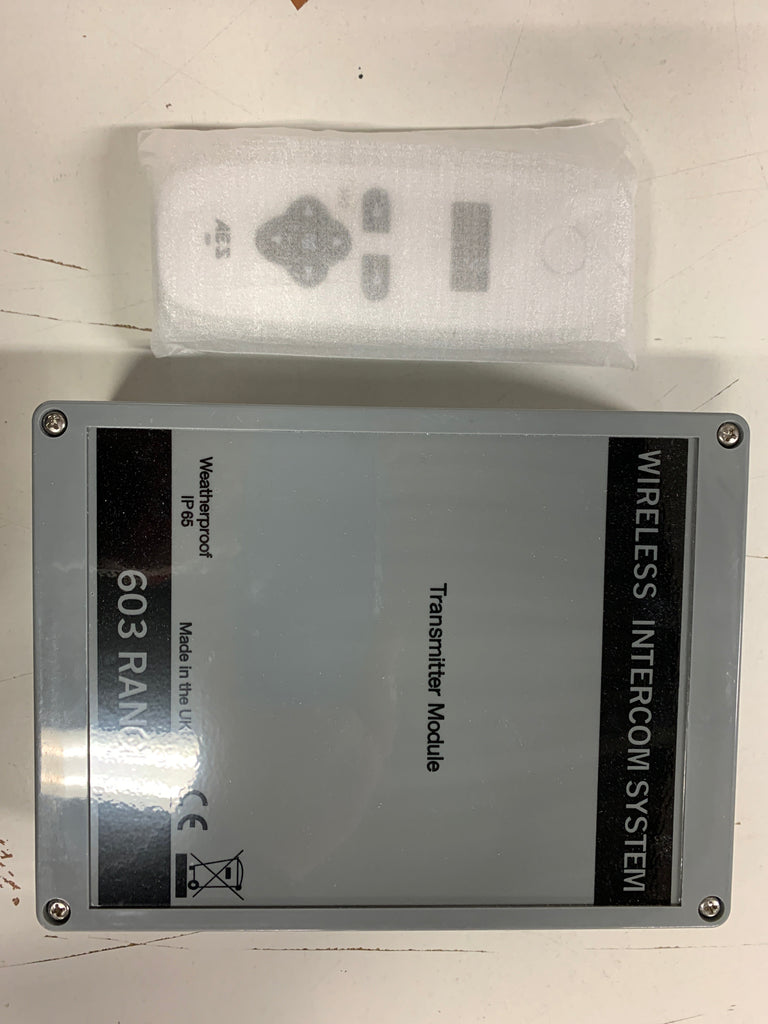 AES
WIRELESS INTERCOM SYSTEM
Transmitter Module
Weatherproof
IP65
Made in the UK
CE
603 RANG